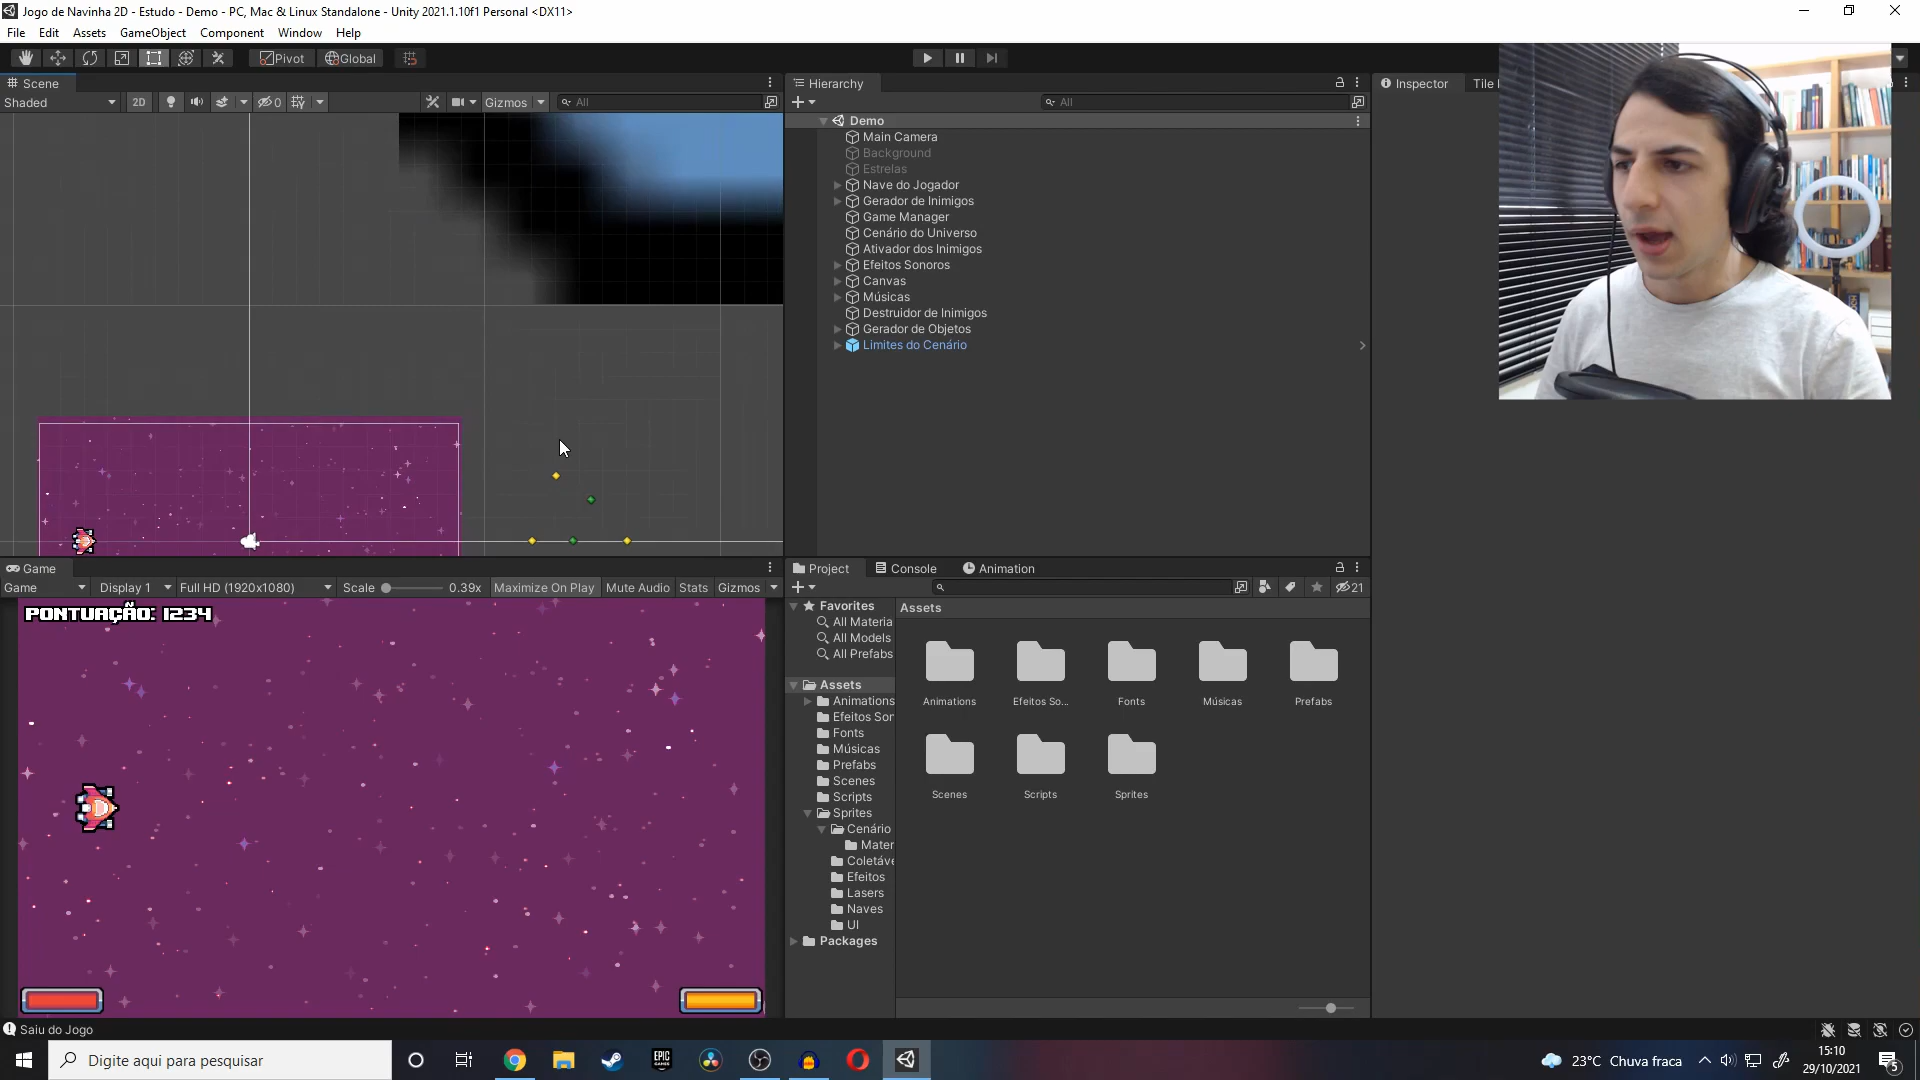 Jogo de Navinha 2D - Estudo - Demo - PC, Mac & Linux Standalone - Unity 2021.1.10f1 Personal <DX11>
File Edit Assets GameObject Component Window Help
Pivot Global
Scene
Shaded 2D 0 Gizmos All
Hierarchy
All
Demo
Main Camera
Background
Estrelas
Nave do Jogador
Gerador de Inimigos
Game Manager
Cenário do Universo
Ativador dos Inimigos
Efeitos Sonoros
Canvas
Músicas
Destruidor de Inimigos
Gerador de Objetos
Limites do Cenário
Inspector Tile
Game
Game Display 1 Full HD (1920x1080) Scale 0.39x Maximize On Play Mute Audio Stats Gizmos
PONTUAÇÃO: 1234
Project Console Animation
21
Favorites
All Materia
All Models
All Prefabs
Assets
Animations
Efeitos Son
Fonts
Músicas
Prefabs
Scenes
Scripts
Sprites
Cenário
Mater
Coletáve
Efeitos
Lasers
Naves
UI
Packages
Assets
Animations Efeitos So... Fonts Músicas Prefabs
Scenes Scripts Sprites
Saiu do Jogo
Digite aqui para pesquisar
EPIC GAMES
23°C Chuva fraca
15:10
29/10/2021
5